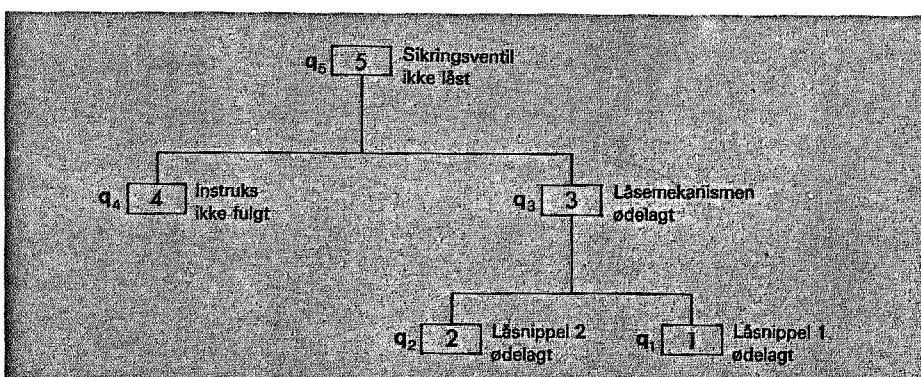 q₅ 5 Sikringsventil
ikke låst
q₄ 4 Instruks
ikke fulgt
q₃ 3 Låsemekanismen
ødelagt
q₂ 2 Låsnippel 2
ødelagt
q₁ 1 Låsnippel 1
ødelagt